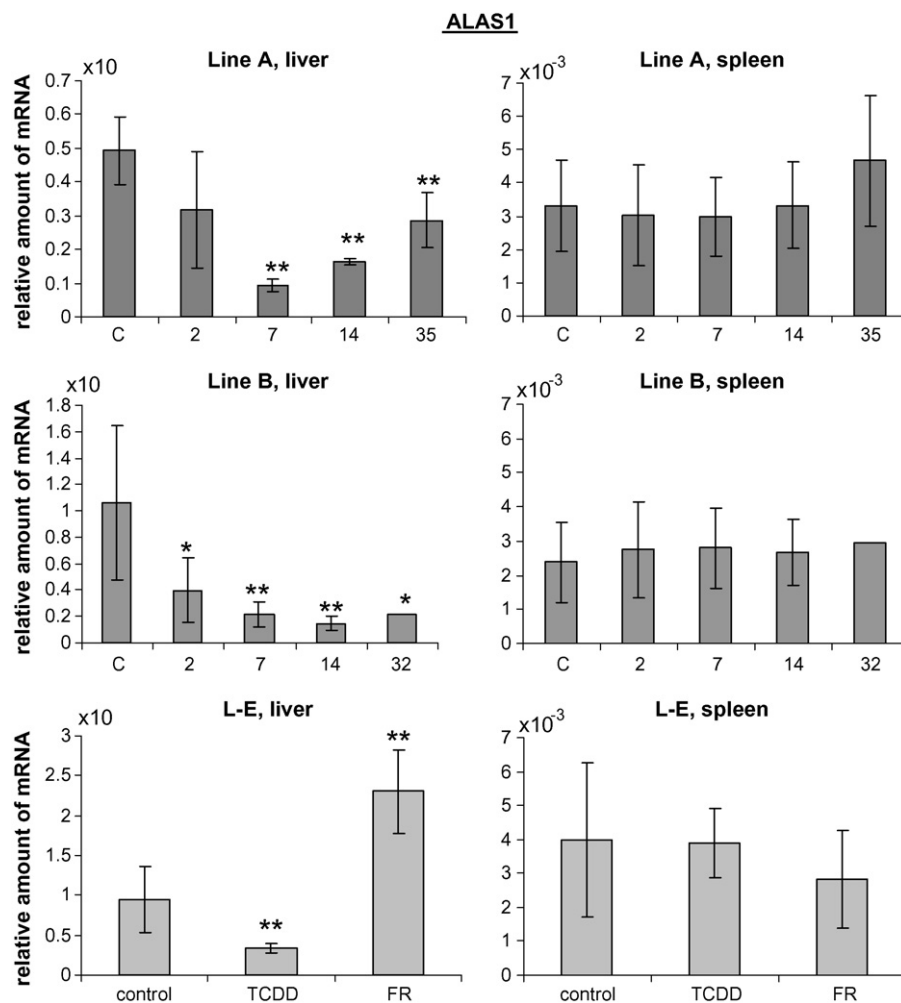 ALAS1
Line A, liver
x10
relative amount of mRNA
0.7
0.6
0.5
0.4
0.3
0.2
0.1
0
**
**
**
C 2 7 14 35
Line A, spleen
x10-3
7
6
5
4
3
2
1
0
C 2 7 14 35
Line B, liver
x10
relative amount of mRNA
1.8
1.6
1.4
1.2
1
0.8
0.6
0.4
0.2
0
*
**
**
*
C 2 7 14 32
Line B, spleen
x10-3
7
6
5
4
3
2
1
0
C 2 7 14 32
L-E, liver
x10
relative amount of mRNA
3
2.5
2
1.5
1
0.5
0
**
**
control TCDD FR
L-E, spleen
x10-3
7
6
5
4
3
2
1
0
control TCDD FR